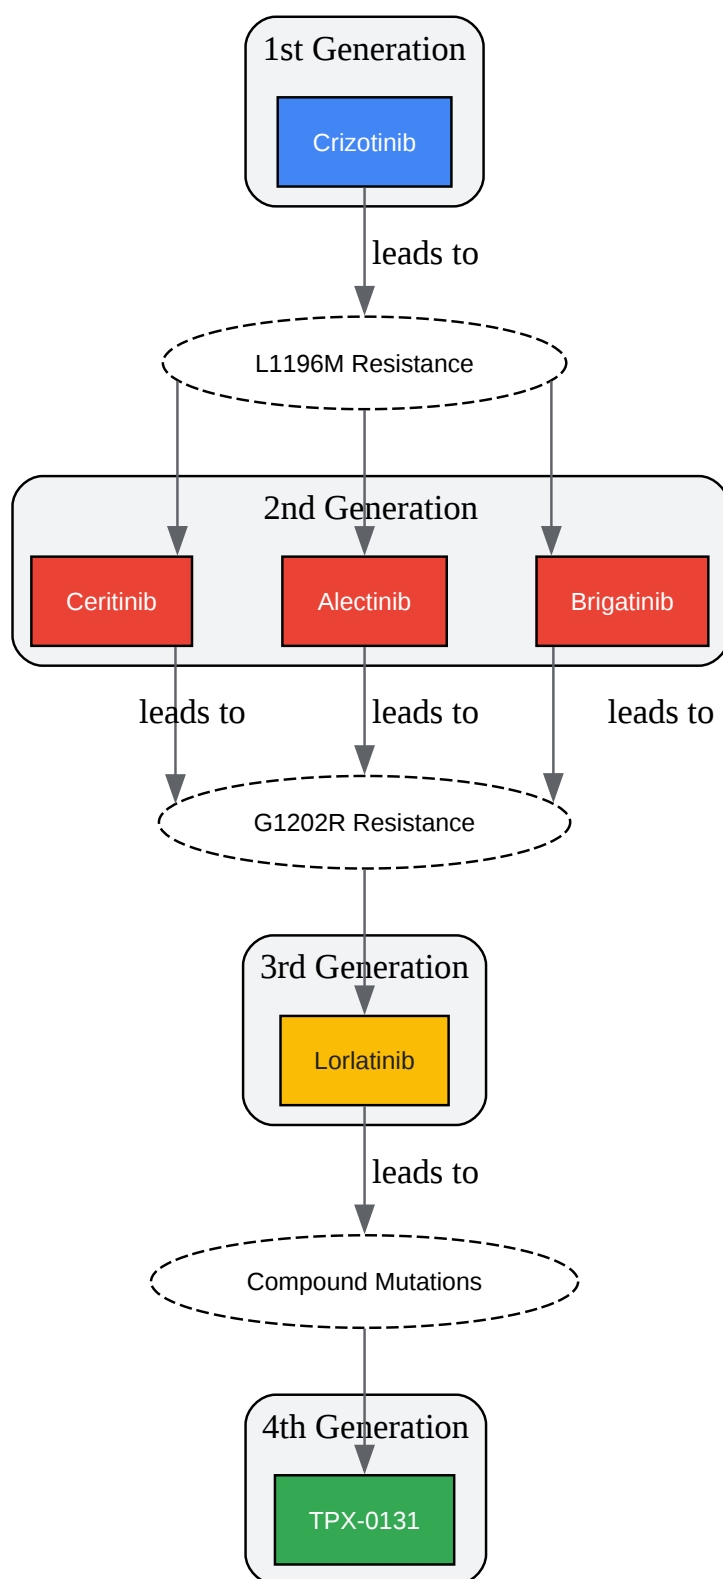 1st Generation
Crizotinib
leads to
L1196M Resistance
2nd Generation
Ceritinib
Alectinib
Brigatinib
leads to
leads to
leads to
G1202R Resistance
3rd Generation
Lorlatinib
leads to
Compound Mutations
4th Generation
TPX-0131